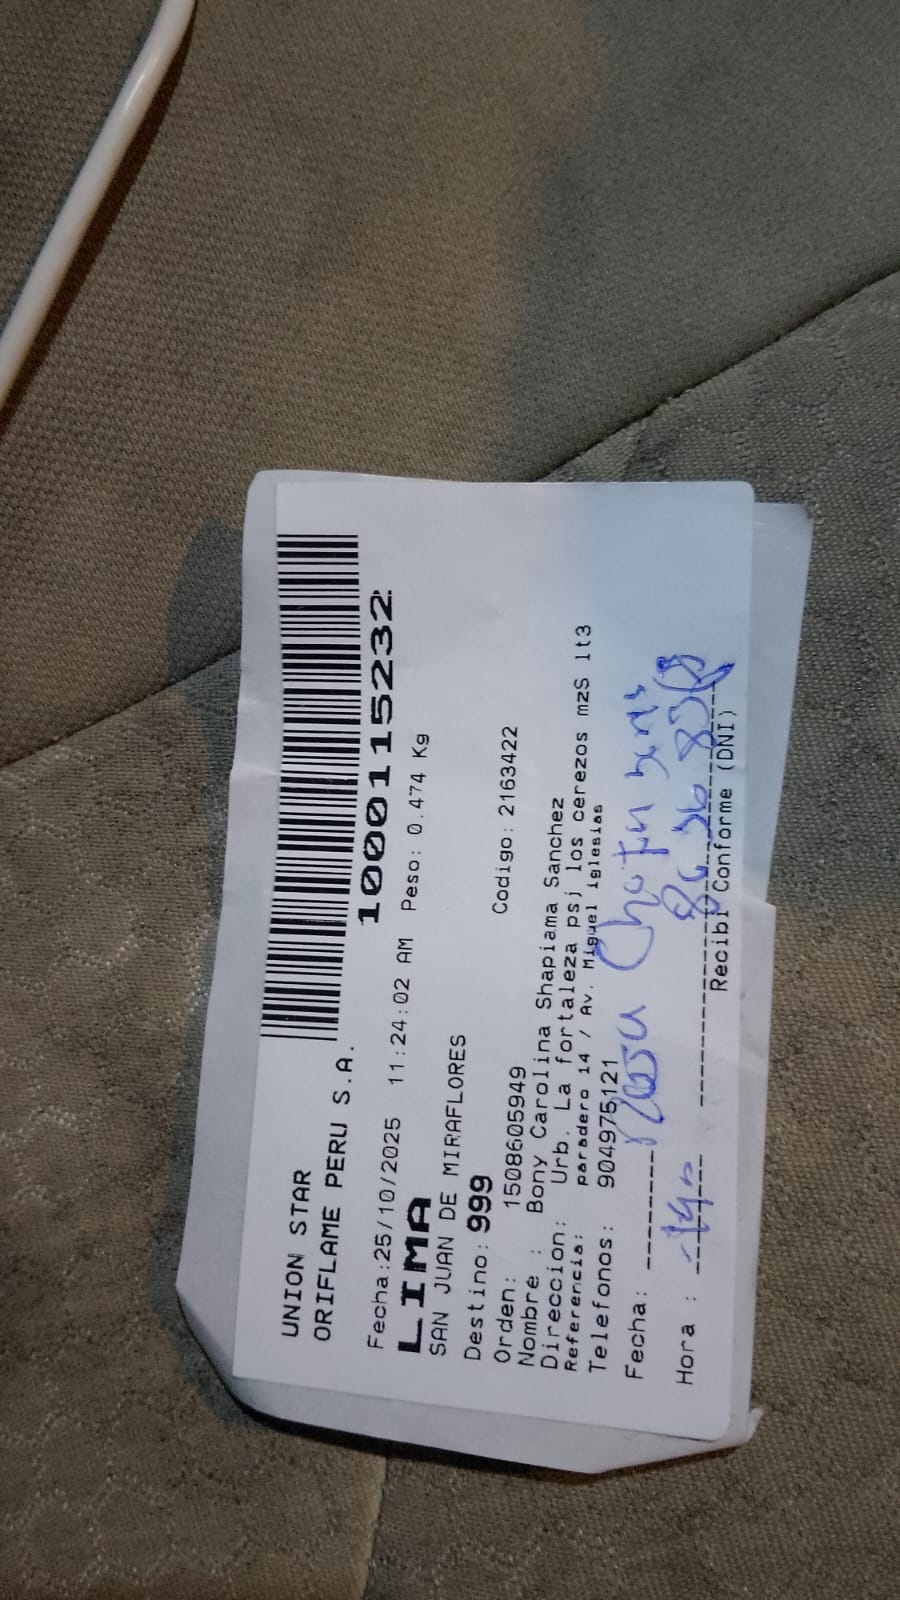 UNION STAR
ORIFLAME PERU S.A.
1000115232
Fecha:25/10/2025 11:24:02 AM Peso: 0.474 Kg
LIMA
SAN JUAN DE MIRAFLORES
Destino: 999
Orden: 1508605949 Codigo: 2163422
Nombre : Bony Carolina Shapiama Sanchez
Direccion: Urb. La fortaleza psj los cerezos mzS lt3
Referencia: paradero 14 / Av. Miguel iglesias
Telefonos: 904975121
Fecha:
Hora :
Recibi Conforme (DNI)